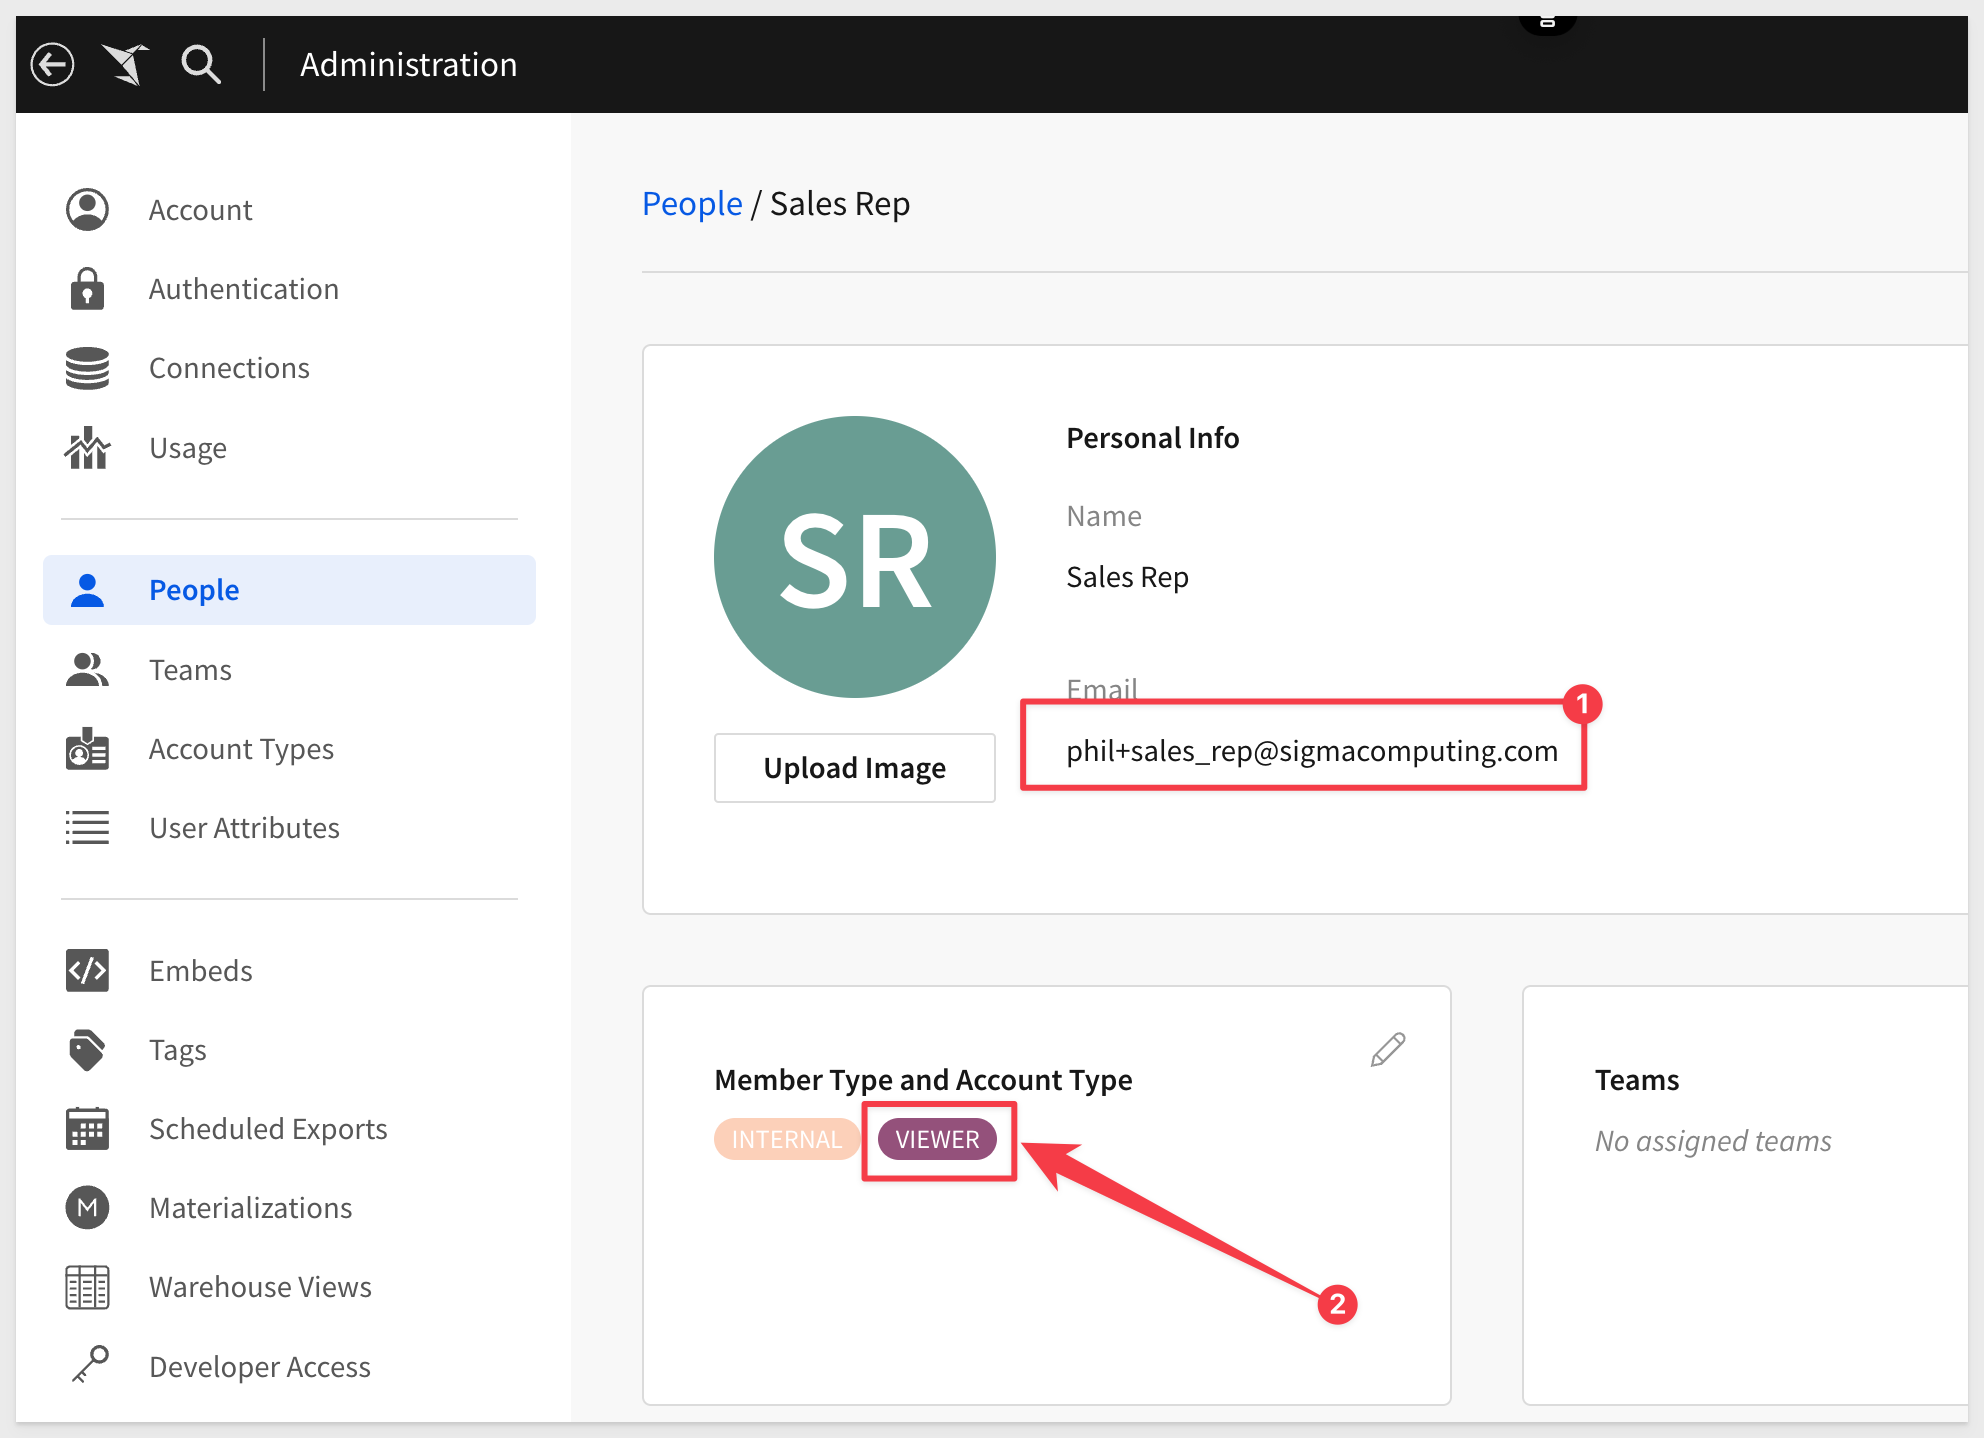 Administration
Account
Authentication
Connections
Usage
People
Teams
Account Types
User Attributes
Embeds
Tags
Scheduled Exports
M
Materializations
Warehouse Views
Developer Access
People / Sales Rep
SR
Upload Image
Personal Info
Name
Sales Rep
Email
1
phil+sales_rep@sigmacomputing.com
Member Type and Account Type
INTERNAL VIEWER
2
Teams
No assigned teams